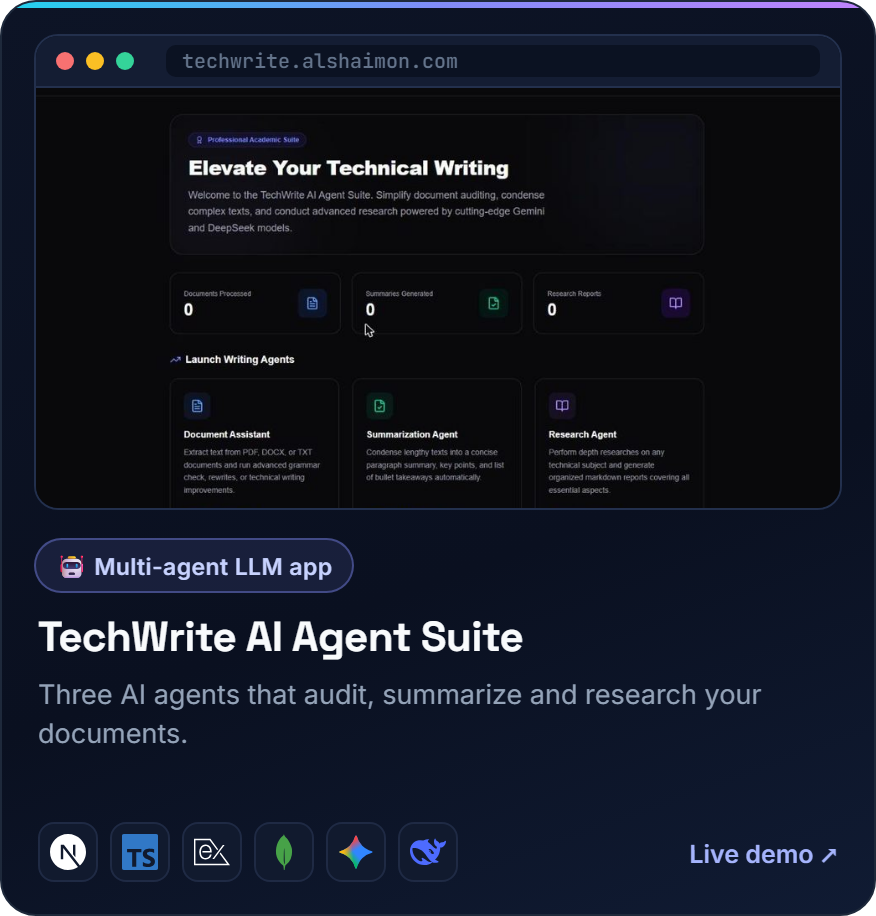 techwrite.alshaimon.com
Professional Academic Suite
Elevate Your Technical Writing
Welcome to the TechWrite AI Agent Suite. Simplify document auditing, condense
complex texts, and conduct advanced research powered by cutting-edge Gemini
and DeepSeek models.
Documents Processed
0
Summaries Generated
0
Research Reports
0
Launch Writing Agents
Document Assistant
Extract text from PDF, DOCX, or TXT
documents and run advanced grammar
check, rewrites, or technical writing
improvements.
Summarization Agent
Condense lengthy texts into a concise
paragraph summary, key points, and list
of bullet takeaways automatically.
Research Agent
Perform depth researches on any
technical subject and generate
organized markdown reports covering all
essential aspects.
Multi-agent LLM app
TechWrite AI Agent Suite
Three AI agents that audit, summarize and research your
documents.
N TS ex
Live demo ↗